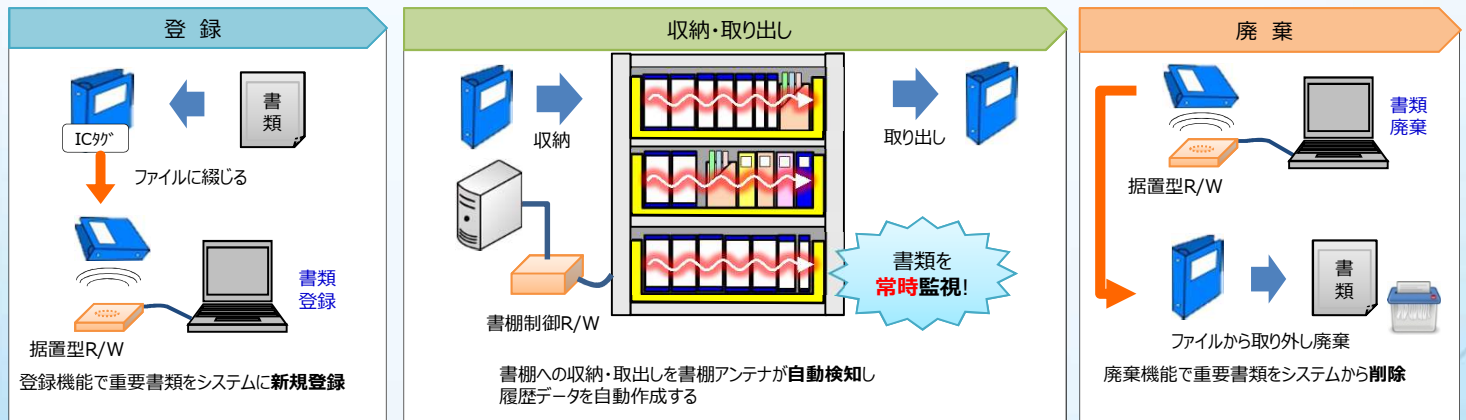 登 録
書
類
ICﾀｸﾞ
ファイルに綴じる
書類
登録
据置型R/W
登録機能で重要書類をシステムに新規登録
収納・取り出し
収納
取り出し
書類を
常時監視!
書棚制御R/W
書棚への収納・取出しを書棚アンテナが自動検知し
履歴データを自動作成する
廃 棄
書類
廃棄
据置型R/W
書
類
ファイルから取り外し廃棄
廃棄機能で重要書類をシステムから削除